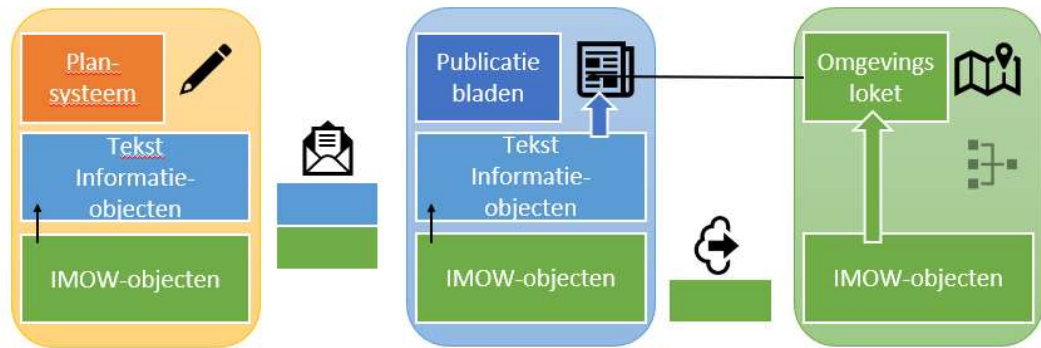 Plan-
systeem
Tekst
Informatie-
objecten
IMOW-objecten
Publicatie
bladen
Tekst
Informatie-
objecten
IMOW-objecten
Omgevings
loket
IMOW-objecten